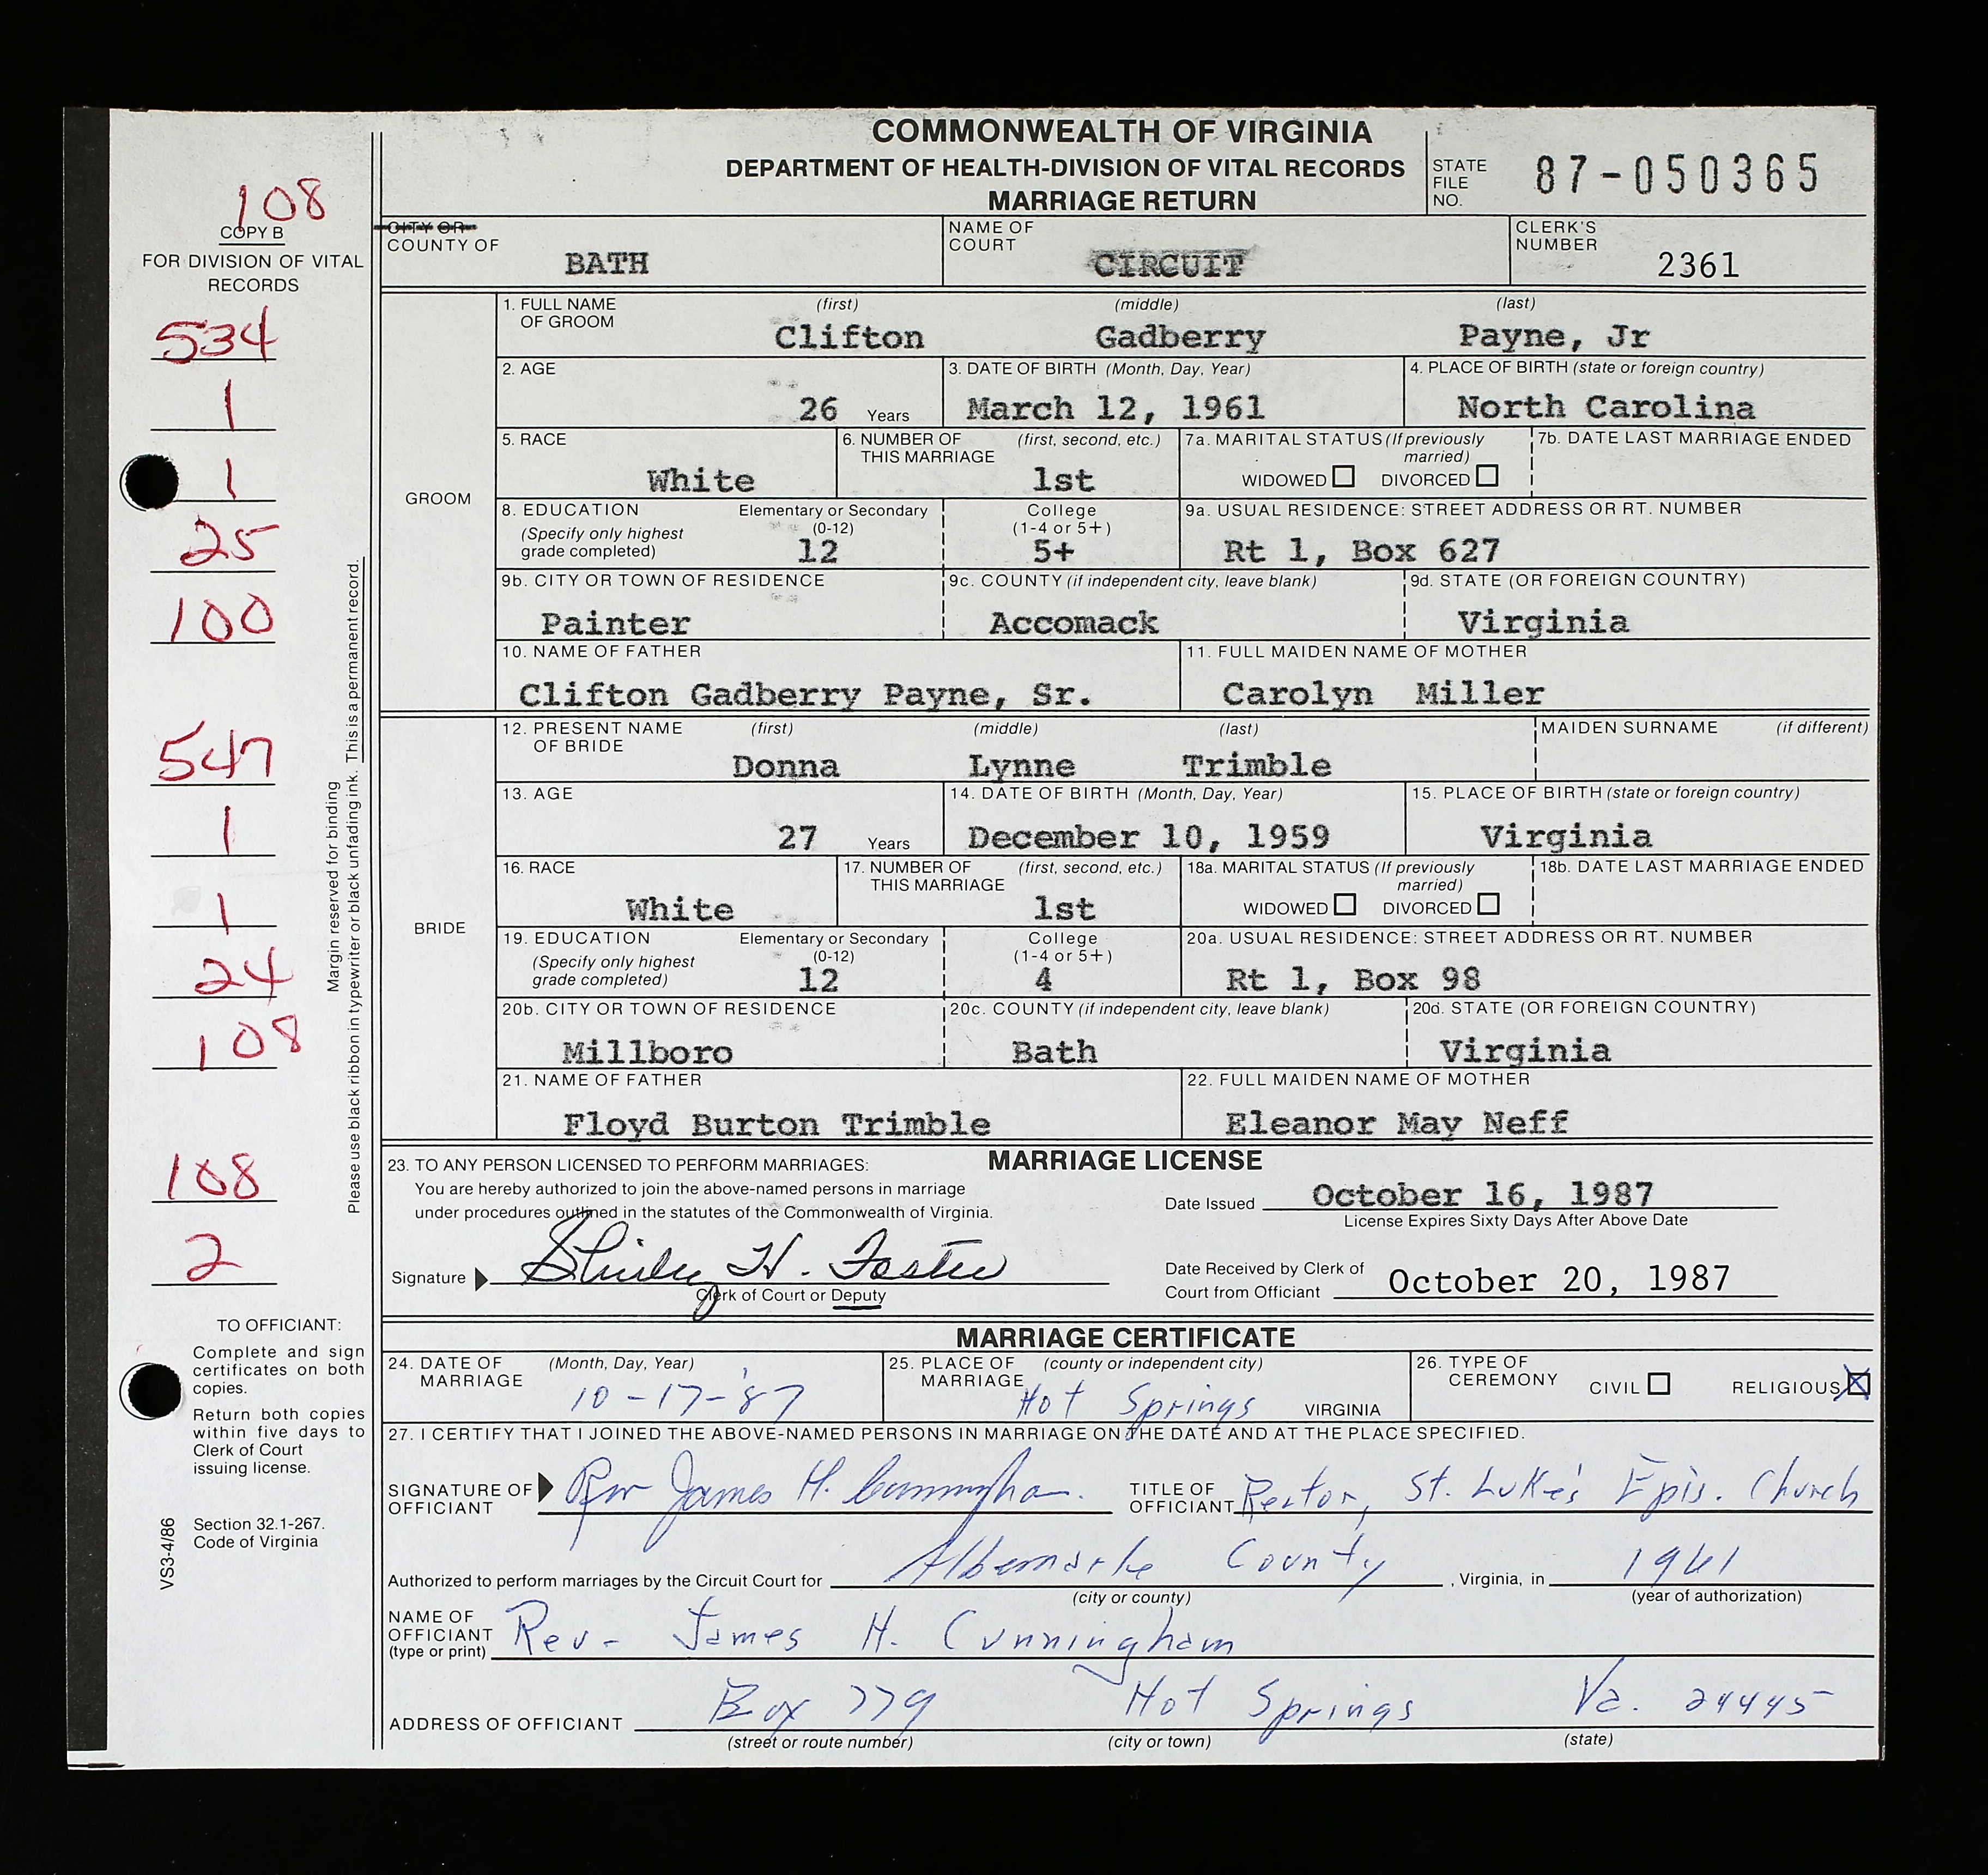 COMMONWEALTH OF VIRGINIA
DEPARTMENT OF HEALTH-DIVISION OF VITAL RECORDS
MARRIAGE RETURN
STATE FILE NO. 87-050365
108
COPY B
FOR DIVISION OF VITAL RECORDS
534
1
1
25
100
547
1
1
24
108
108
2
Margin reserved for binding
Please use black ribbon in typewriter or black unfading ink. This is a permanent record.
TO OFFICIANT:
Complete and sign
certificates on both
copies.
Return both copies
within five days to
Clerk of Court
issuing license.
Section 32.1-267.
Code of Virginia
VS3-4/86
CITY OR COUNTY OF BATH
NAME OF COURT CIRCUIT
CLERK'S NUMBER 2361
GROOM
1. FULL NAME OF GROOM (first) (middle) (last)
Clifton Gadberry Payne, Jr
2. AGE 26 Years
3. DATE OF BIRTH (Month, Day, Year) March 12, 1961
4. PLACE OF BIRTH (state or foreign country) North Carolina
5. RACE White
6. NUMBER OF THIS MARRIAGE (first, second, etc.) 1st
7a. MARITAL STATUS (If previously married) WIDOWED DIVORCED
7b. DATE LAST MARRIAGE ENDED
8. EDUCATION (Specify only highest grade completed) Elementary or Secondary (0-12) 12
College (1-4 or 5+) 5+
9a. USUAL RESIDENCE: STREET ADDRESS OR RT. NUMBER Rt 1, Box 627
9b. CITY OR TOWN OF RESIDENCE Painter
9c. COUNTY (if independent city, leave blank) Accomack
9d. STATE (OR FOREIGN COUNTRY) Virginia
10. NAME OF FATHER Clifton Gadberry Payne, Sr.
11. FULL MAIDEN NAME OF MOTHER Carolyn Miller
BRIDE
12. PRESENT NAME OF BRIDE (first) (middle) (last)
Donna Lynne Trimble
MAIDEN SURNAME (if different)
13. AGE 27 Years
14. DATE OF BIRTH (Month, Day, Year) December 10, 1959
15. PLACE OF BIRTH (state or foreign country) Virginia
16. RACE White
17. NUMBER OF THIS MARRIAGE (first, second, etc.) 1st
18a. MARITAL STATUS (If previously married) WIDOWED DIVORCED
18b. DATE LAST MARRIAGE ENDED
19. EDUCATION (Specify only highest grade completed) Elementary or Secondary (0-12) 12
College (1-4 or 5+) 4
20a. USUAL RESIDENCE: STREET ADDRESS OR RT. NUMBER Rt 1, Box 98
20b. CITY OR TOWN OF RESIDENCE Millboro
20c. COUNTY (if independent city, leave blank) Bath
20d. STATE (OR FOREIGN COUNTRY) Virginia
21. NAME OF FATHER Floyd Burton Trimble
22. FULL MAIDEN NAME OF MOTHER Eleanor May Neff
MARRIAGE LICENSE
23. TO ANY PERSON LICENSED TO PERFORM MARRIAGES:
You are hereby authorized to join the above-named persons in marriage
under procedures outlined in the statutes of the Commonwealth of Virginia.
Date Issued October 16, 1987
License Expires Sixty Days After Above Date
Signature Shirley H. Foster
Clerk of Court or Deputy
Date Received by Clerk of Court from Officiant October 20, 1987
MARRIAGE CERTIFICATE
24. DATE OF MARRIAGE (Month, Day, Year) 10-17-'87
25. PLACE OF MARRIAGE (county or independent city) Hot Springs VIRGINIA
26. TYPE OF CEREMONY CIVIL RELIGIOUS X
27. I CERTIFY THAT I JOINED THE ABOVE-NAMED PERSONS IN MARRIAGE ON THE DATE AND AT THE PLACE SPECIFIED.
SIGNATURE OF OFFICIANT Rev James H. Cunningham.
TITLE OF OFFICIANT Rector, St. Luke's Epis. Church
Authorized to perform marriages by the Circuit Court for Albemarle County , Virginia, in 1961
(city or county) (year of authorization)
NAME OF OFFICIANT (type or print) Rev- James H. Cunningham
ADDRESS OF OFFICIANT Box 779 Hot Springs Va. 24445
(street or route number) (city or town) (state)